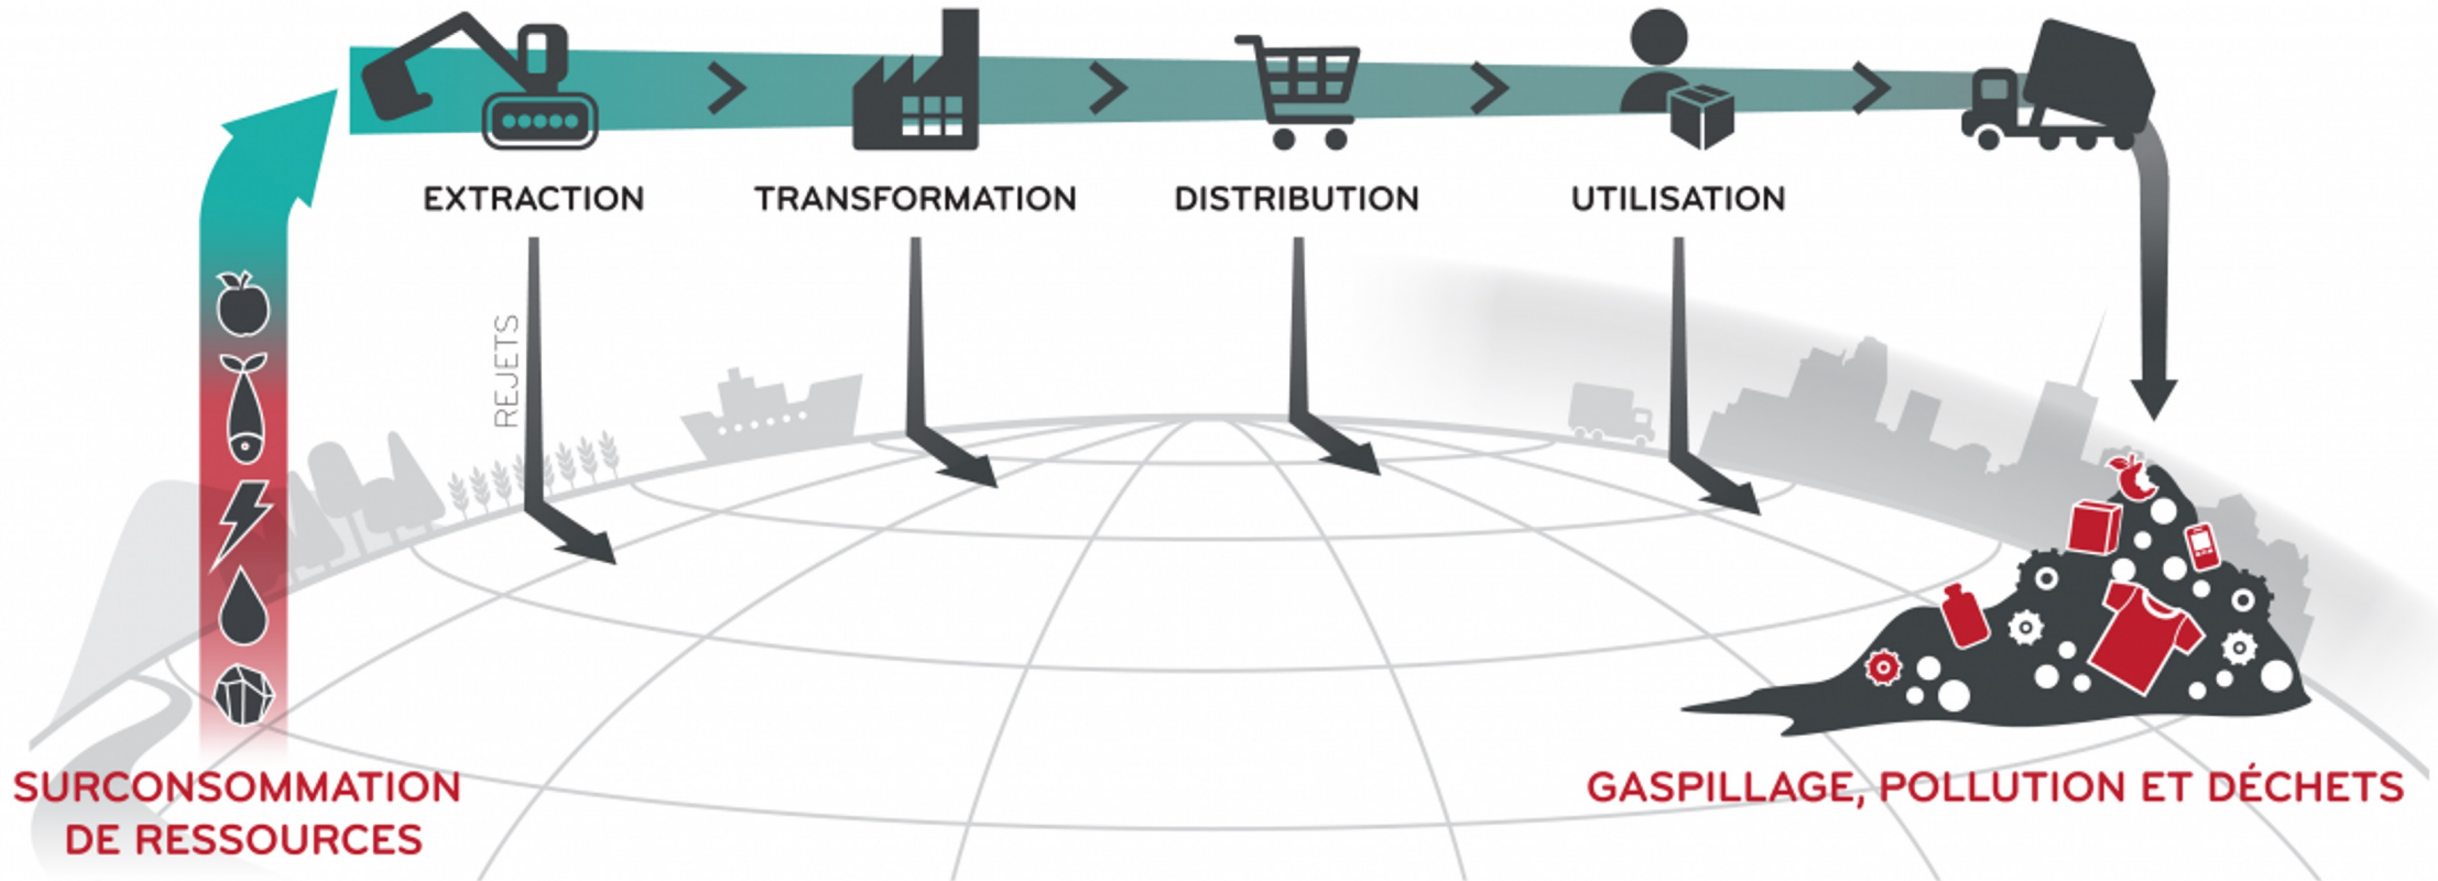 EXTRACTION
TRANSFORMATION
DISTRIBUTION
UTILISATION
REJETS
SURCONSOMMATION
DE RESSOURCES
GASPILLAGE, POLLUTION ET DÉCHETS